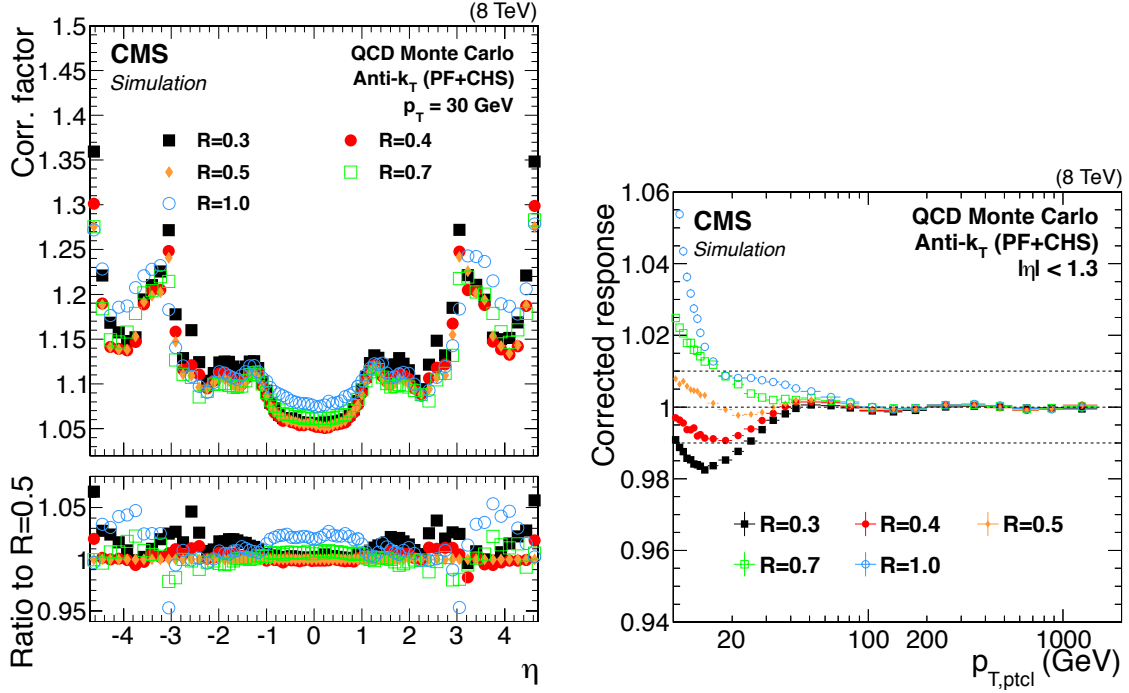 (8 TeV)
CMS
Simulation
QCD Monte Carlo
Anti-k_T (PF+CHS)
p_T = 30 GeV
R=0.3
R=0.4
R=0.5
R=0.7
R=1.0
Corr. factor
1.5
1.45
1.4
1.35
1.3
1.25
1.2
1.15
1.1
1.05
Ratio to R=0.5
1.05
1
0.95
-4 -3 -2 -1 0 1 2 3 4
η
(8 TeV)
CMS
Simulation
QCD Monte Carlo
Anti-k_T (PF+CHS)
|η| < 1.3
Corrected response
1.06
1.04
1.02
1
0.98
0.96
0.94
R=0.3 R=0.4 R=0.5
R=0.7 R=1.0
20 100 200 1000
p_T,ptcl (GeV)